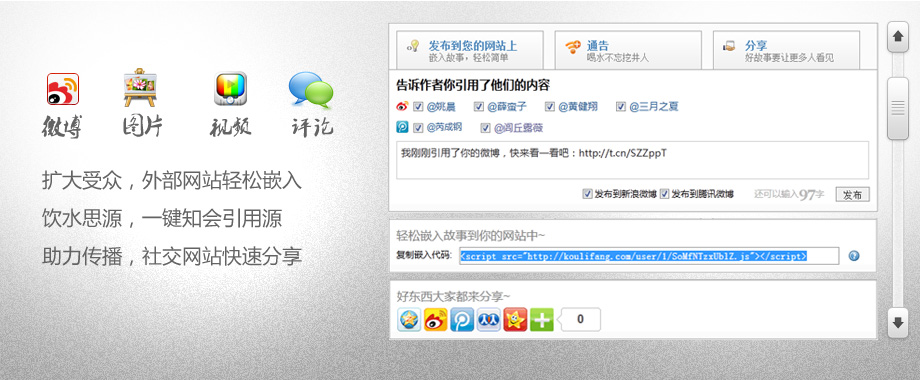 微博 图片 视频 评论
扩大受众，外部网站轻松嵌入
饮水思源，一键知会引用源
助力传播，社交网站快速分享
发布到您的网站上
嵌入故事，轻松简单
通告
喝水不忘挖井人
分享
好故事要让更多人看见
告诉作者你引用了他们的内容
@姚晨 @薛蛮子 @黄健翔 @三月之夏
@芮成钢 @闾丘露薇
我刚刚引用了你的微博，快来看一看吧：http://t.cn/SZZppT
发布到新浪微博 发布到腾讯微博 还可以输入97字 发布
轻松嵌入故事到你的网站中~
复制嵌入代码: <script src="http://koulifang.com/user/1/SoMfNTzxUblZ.js"></script>
好东西大家都来分享~
0